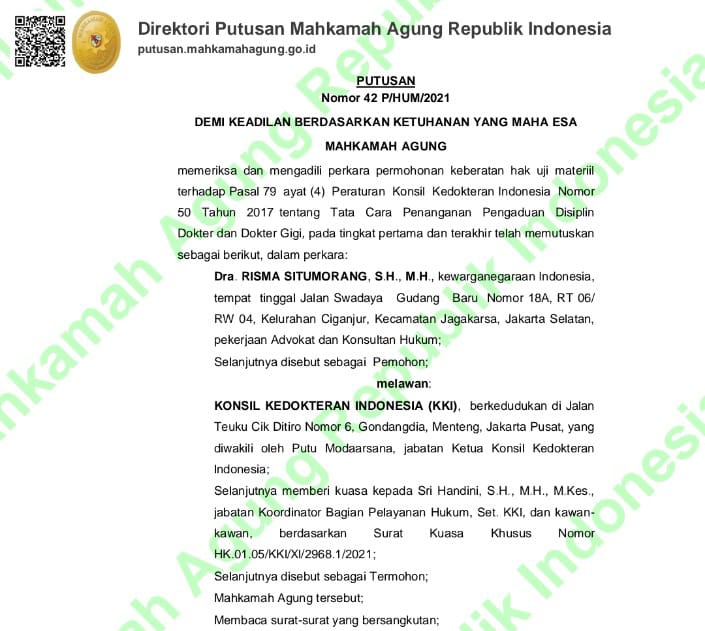 Direktori Putusan Mahkamah Agung Republik Indonesia
putusan.mahkamahagung.go.id
PUTUSAN
Nomor 42 P/HUM/2021
DEMI KEADILAN BERDASARKAN KETUHANAN YANG MAHA ESA
MAHKAMAH AGUNG
memeriksa dan mengadili perkara permohonan keberatan hak uji materiil
terhadap Pasal 79 ayat (4) Peraturan Konsil Kedokteran Indonesia Nomor
50 Tahun 2017 tentang Tata Cara Penanganan Pengaduan Disiplin
Dokter dan Dokter Gigi, pada tingkat pertama dan terakhir telah memutuskan
sebagai berikut, dalam perkara:
Dra. RISMA SITUMORANG, S.H., M.H., kewarganegaraan Indonesia,
tempat tinggal Jalan Swadaya Gudang Baru Nomor 18A, RT 06/
RW 04, Kelurahan Ciganjur, Kecamatan Jagakarsa, Jakarta Selatan,
pekerjaan Advokat dan Konsultan Hukum;
Selanjutnya disebut sebagai Pemohon;
melawan:
KONSIL KEDOKTERAN INDONESIA (KKI), berkedudukan di Jalan
Teuku Cik Ditiro Nomor 6, Gondangdia, Menteng, Jakarta Pusat, yang
diwakili oleh Putu Modaarsana, jabatan Ketua Konsil Kedokteran
Indonesia;
Selanjutnya memberi kuasa kepada Sri Handini, S.H., M.H., M.Kes.,
jabatan Koordinator Bagian Pelayanan Hukum, Set. KKI, dan kawan-
kawan, berdasarkan Surat Kuasa Khusus Nomor
HK.01.05/KKI/XI/2968.1/2021;
Selanjutnya disebut sebagai Termohon;
Mahkamah Agung tersebut;
Membaca surat-surat yang bersangkutan;
Mahkamah Agung Republik Indonesia